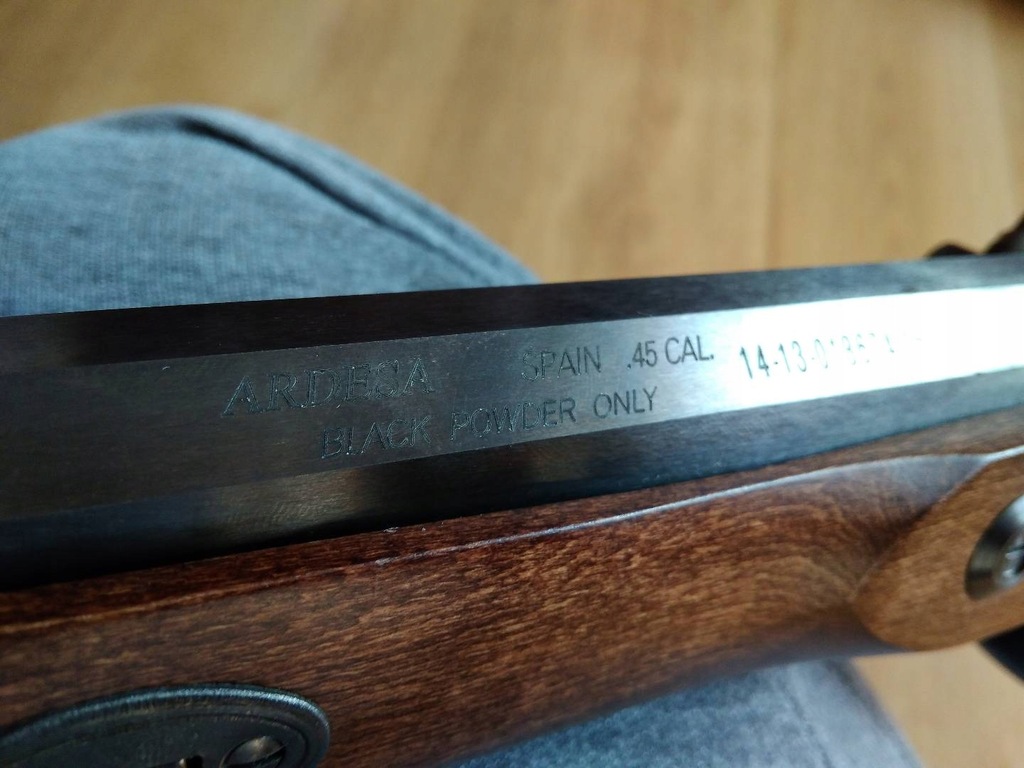 ARDESA SPAIN .45 CAL.
BLACK POWDER ONLY